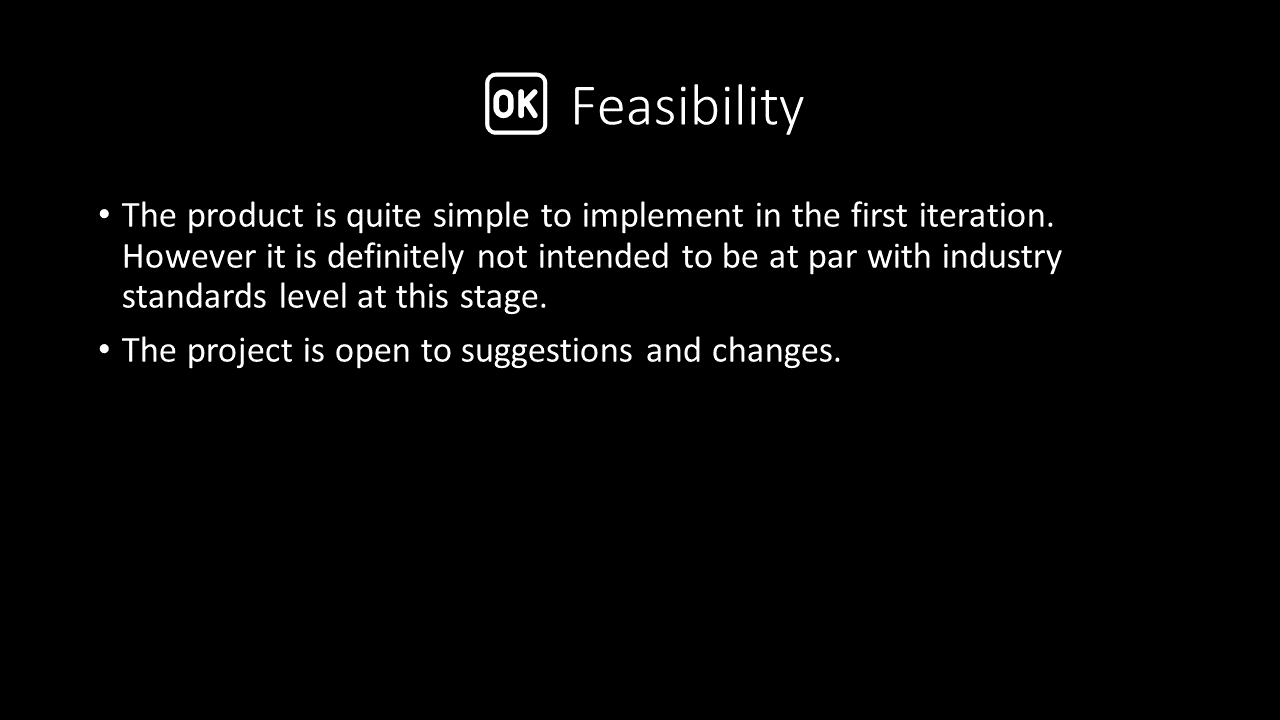 🆗 Feasibility
• The product is quite simple to implement in the first iteration.
However it is definitely not intended to be at par with industry
standards level at this stage.
• The project is open to suggestions and changes.